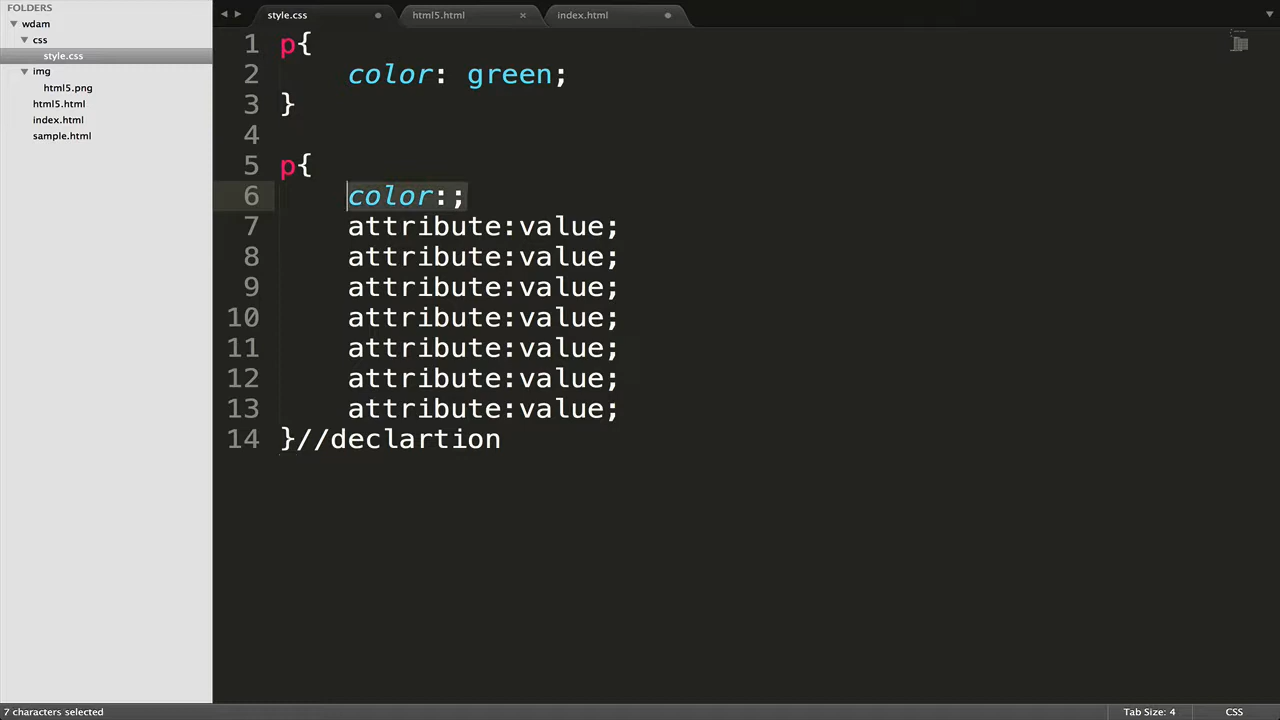 FOLDERS
wdam
css
style.css
img
html5.png
html5.html
index.html
sample.html
style.css
html5.html
index.html
1 p{
2 color: green;
3 }
4
5 p{
6 color:;
7 attribute:value;
8 attribute:value;
9 attribute:value;
10 attribute:value;
11 attribute:value;
12 attribute:value;
13 attribute:value;
14 }//declartion
7 characters selected
Tab Size: 4
CSS